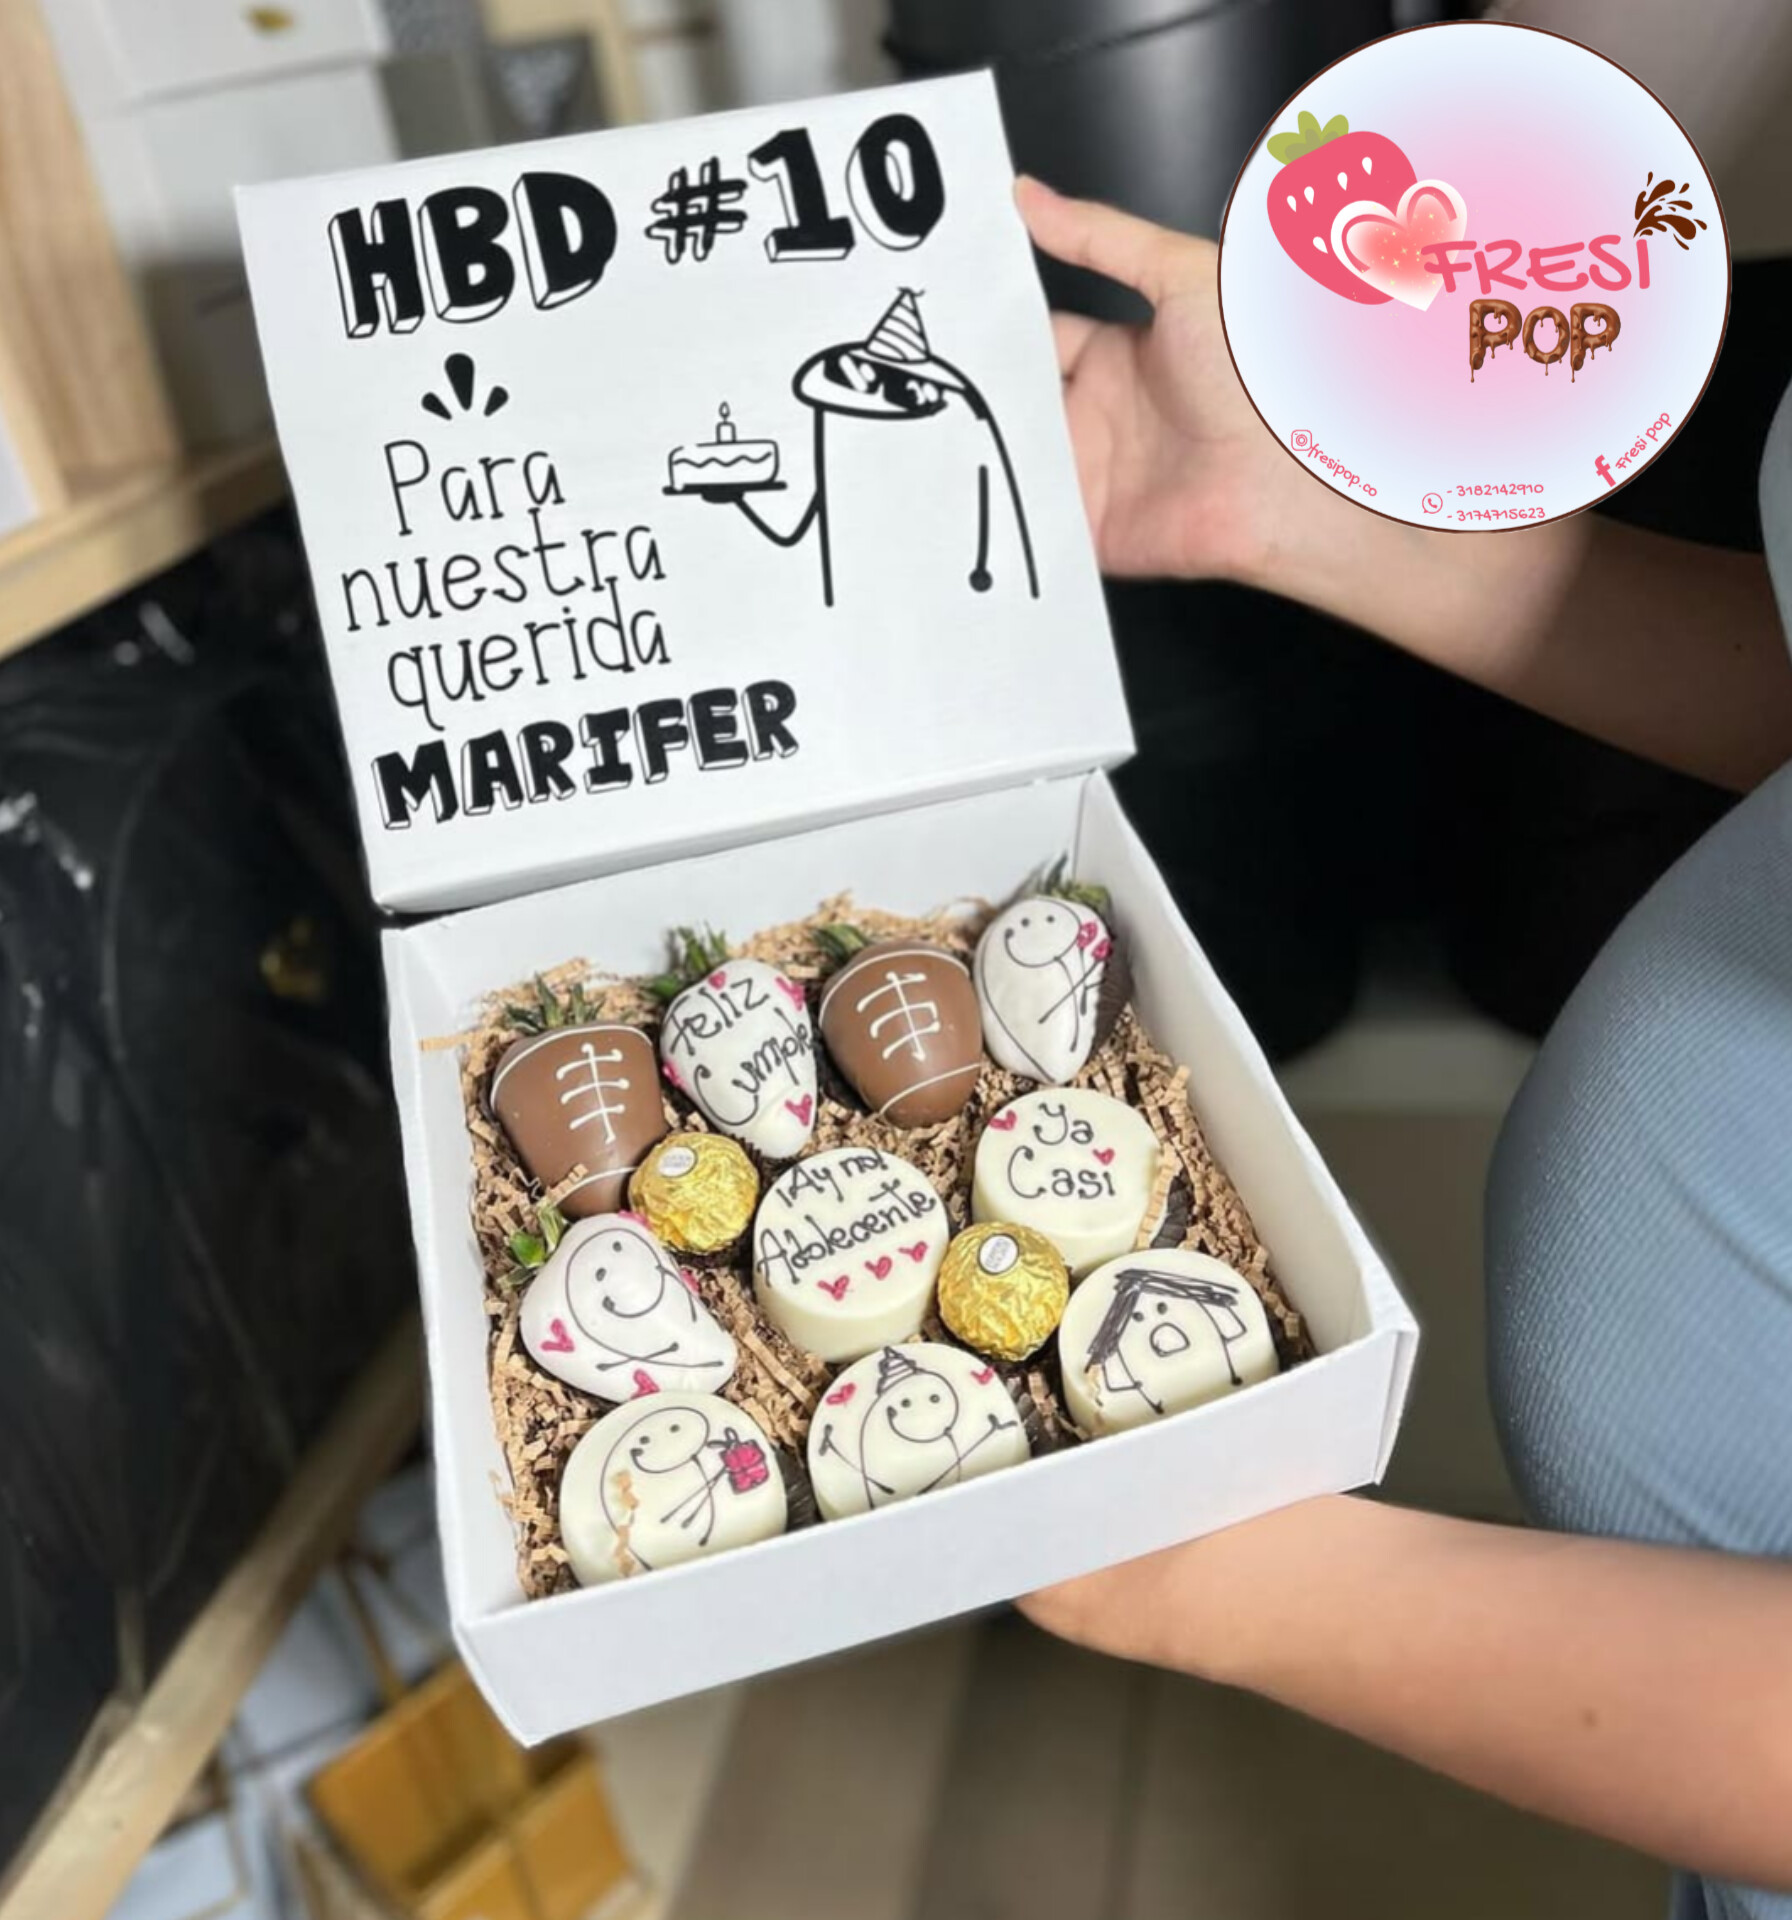 HBD #10
Para
nuestra
querida
MARIFER
FRESI
POP
fresipop.co
- 3182142910
- 3174715623
Fresi pop
Feliz
Cumple
Ya
Casi
¡Ay no!
Adolecente